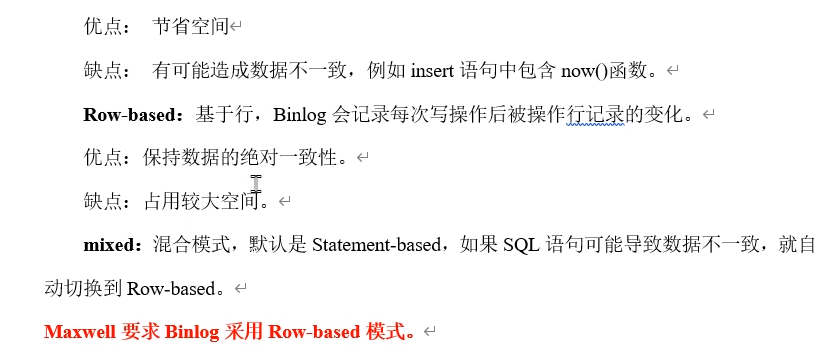 优点： 节省空间↵
缺点： 有可能造成数据不一致，例如 insert 语句中包含 now()函数。↵
Row-based：基于行，Binlog 会记录每次写操作后被操作行记录的变化。↵
优点：保持数据的绝对一致性。↵
缺点：占用较大空间。↵
mixed：混合模式，默认是 Statement-based，如果 SQL 语句可能导致数据不一致，就自
动切换到 Row-based。↵
Maxwell 要求 Binlog 采用 Row-based 模式。↵